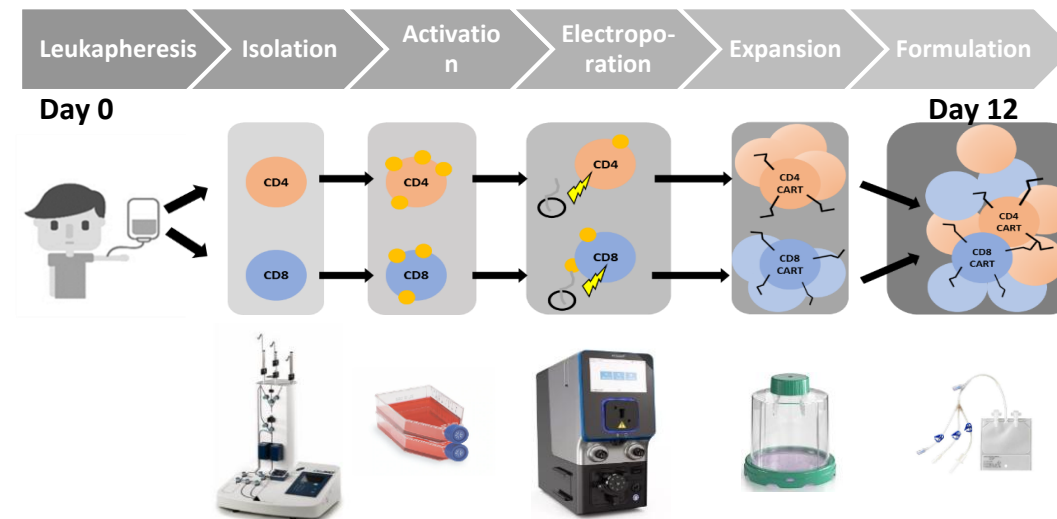 Leukapheresis
Isolation
Activatio
n
Electropo-
ration
Expansion
Formulation
Day 0
Day 12
CD4
CD4
CD4
CD4
CART
CD4
CART
CD8
CD8
CD8
CD8
CART
CD8
CART